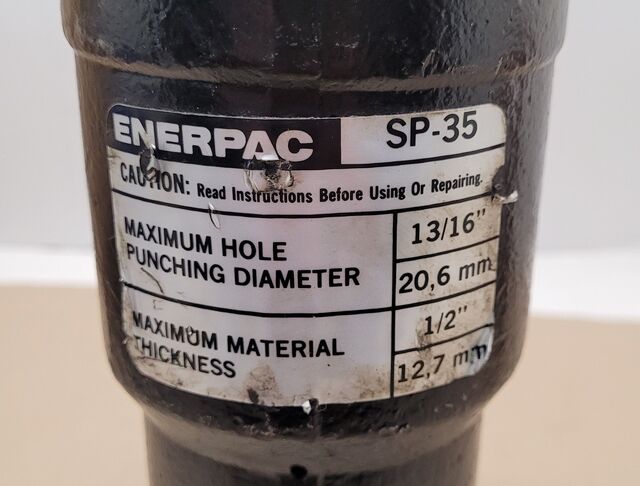 ENERPAC SP-35
CAUTION: Read Instructions Before Using Or Repairing.
MAXIMUM HOLE
PUNCHING DIAMETER
13/16"
20,6 mm
MAXIMUM MATERIAL
THICKNESS
1/2"
12,7 mm